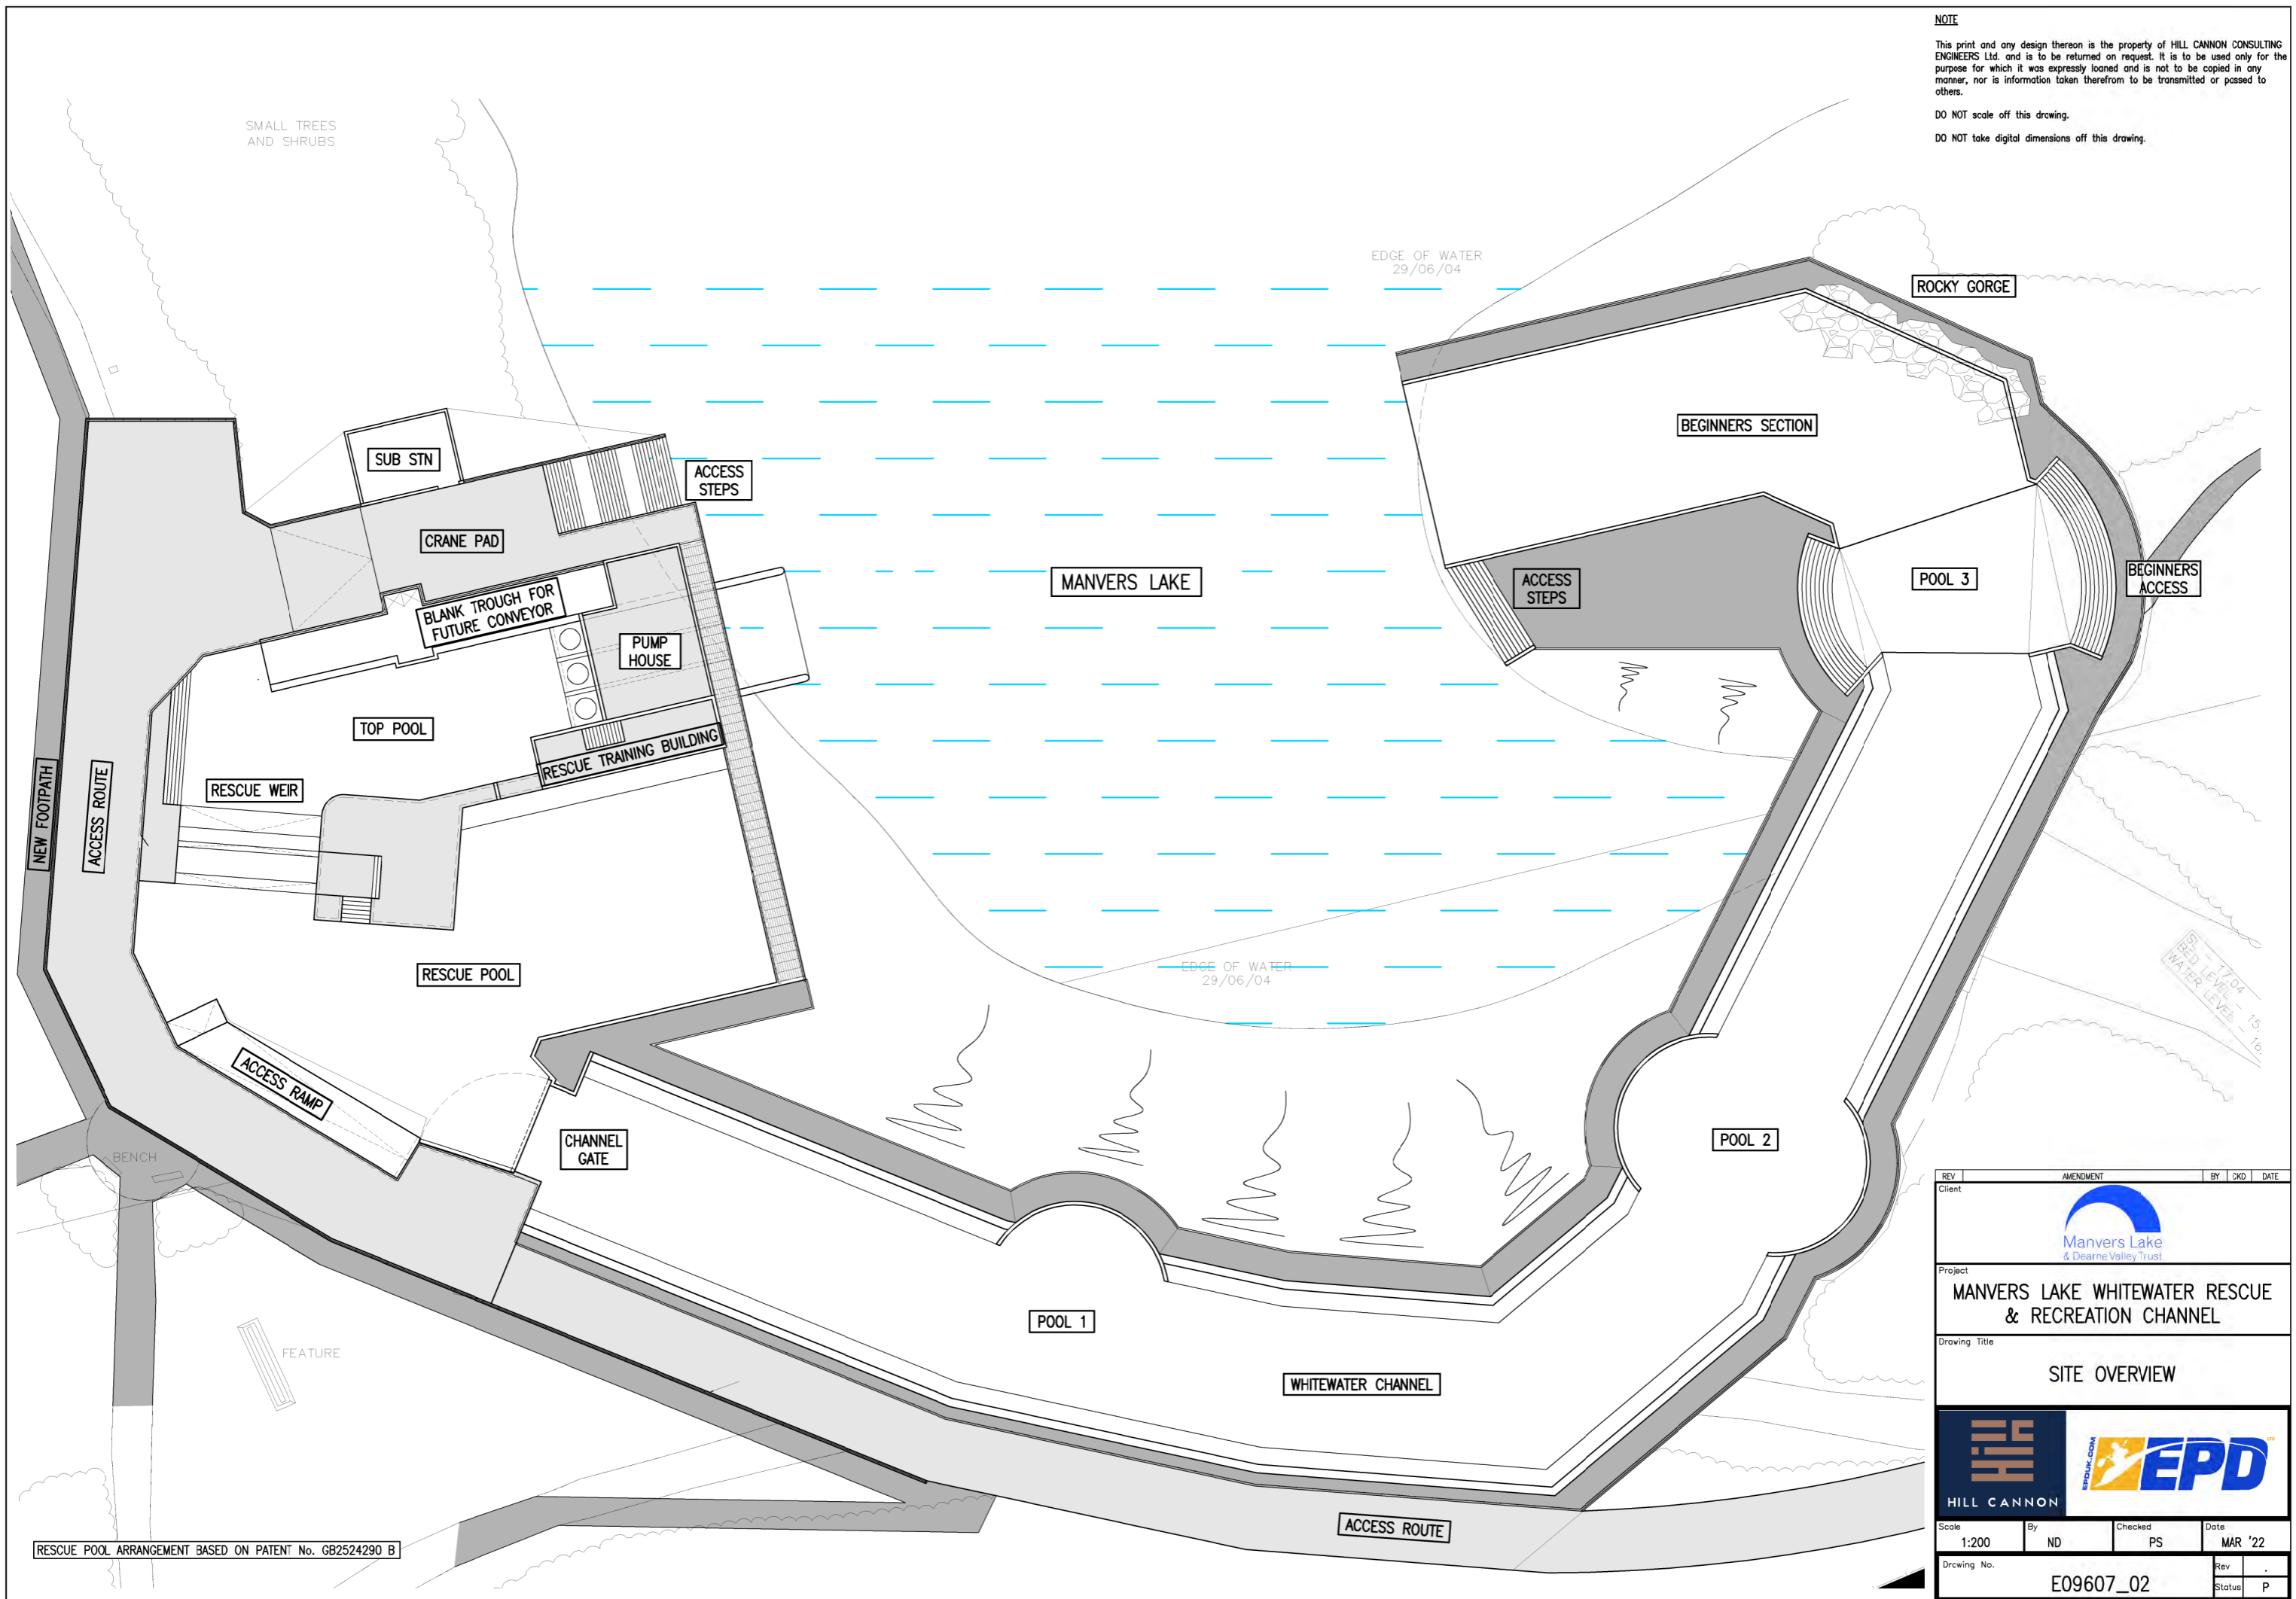 NOTE
This print and any design thereon is the property of HILL CANNON CONSULTING
ENGINEERS Ltd. and is to be returned on request. It is to be used only for the
purpose for which it was expressly loaned and is not to be copied in any
manner, nor is information taken therefrom to be transmitted or passed to
others.
DO NOT scale off this drawing.
DO NOT take digital dimensions off this drawing.
SMALL TREES
AND SHRUBS
EDGE OF WATER
29/06/04
ROCKY GORGE
BEGINNERS SECTION
SUB STN
ACCESS
STEPS
CRANE PAD
MANVERS LAKE
ACCESS
STEPS
POOL 3
BEGINNERS
ACCESS
BLANK TROUGH FOR
FUTURE CONVEYOR
PUMP
HOUSE
TOP POOL
RESCUE TRAINING BUILDING
RESCUE WEIR
NEW FOOTPATH
ACCESS ROUTE
RESCUE POOL
EDGE OF WATER
29/06/04
BED LEVEL - 15.
WATER LEVEL - 16.
ACCESS RAMP
CHANNEL
GATE
POOL 2
BENCH
POOL 1
FEATURE
WHITEWATER CHANNEL
ACCESS ROUTE
RESCUE POOL ARRANGEMENT BASED ON PATENT No. GB2524290 B
REV AMENDMENT BY CKD DATE
Client
Manvers Lake
& Dearne Valley Trust
Project
MANVERS LAKE WHITEWATER RESCUE
& RECREATION CHANNEL
Drawing Title
SITE OVERVIEW
Hill
HILL CANNON
EPDUK.COM
EPD
Scale By Checked Date
1:200 ND PS MAR '22
Drawing No. Rev .
E09607_02 Status P